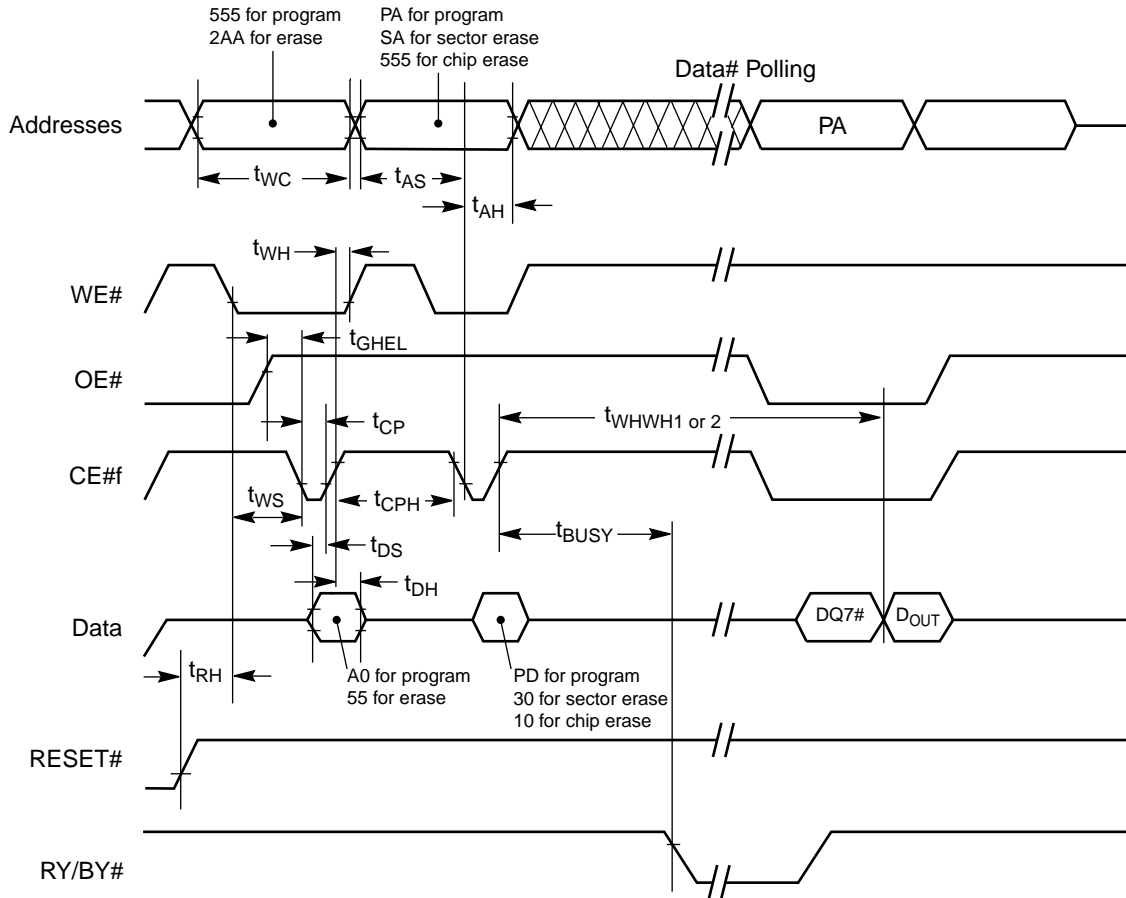 555 for program
2AA for erase
PA for program
SA for sector erase
555 for chip erase
Data# Polling
Addresses
PA
tWC
tAS
tAH
tWH
WE#
tGHEL
OE#
tWHWH1 or 2
tCP
CE#f
tWS
tCPH
tBUSY
tDS
tDH
Data
DQ7#
DOUT
A0 for program
55 for erase
PD for program
30 for sector erase
10 for chip erase
tRH
RESET#
RY/BY#